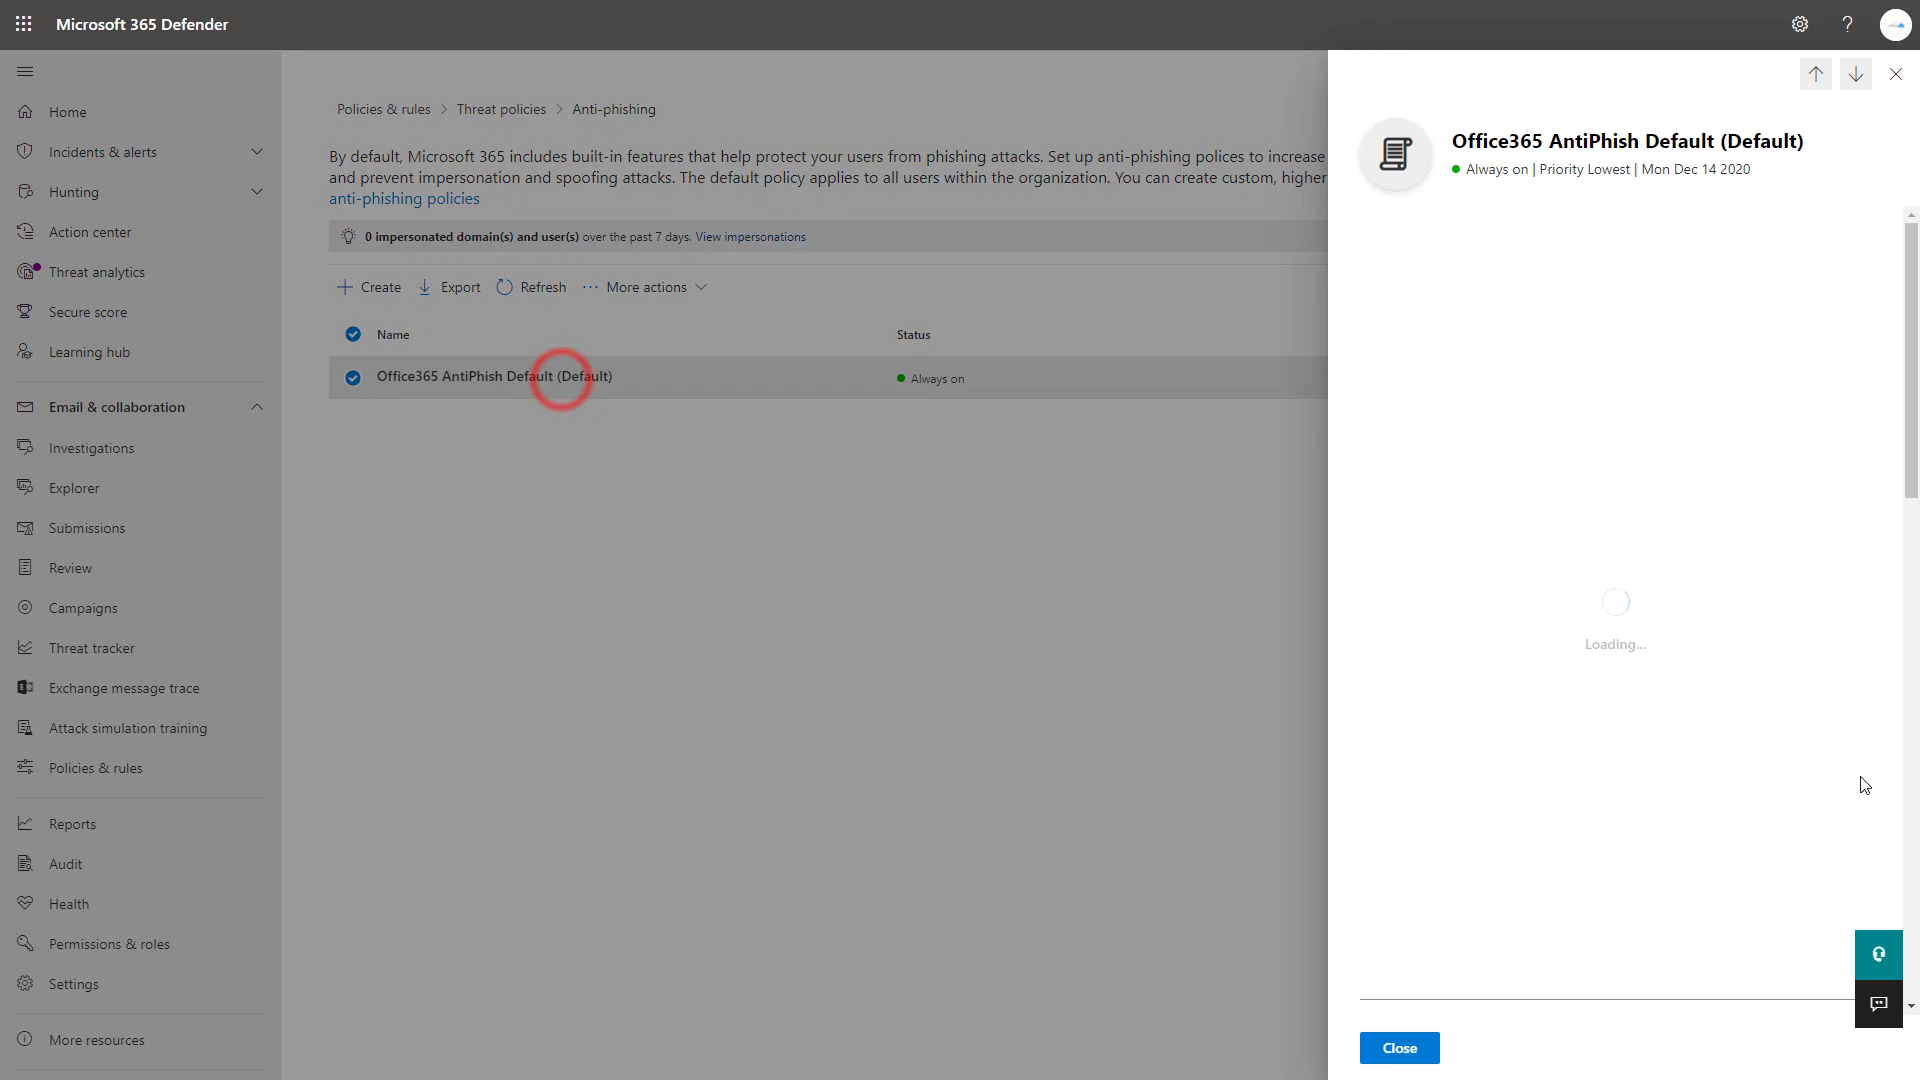 Microsoft 365 Defender
Home
Incidents & alerts
Hunting
Action center
Threat analytics
Secure score
Learning hub
Email & collaboration
Investigations
Explorer
Submissions
Review
Campaigns
Threat tracker
Exchange message trace
Attack simulation training
Policies & rules
Reports
Audit
Health
Permissions & roles
Settings
More resources
Policies & rules > Threat policies > Anti-phishing
By default, Microsoft 365 includes built-in features that help protect your users from phishing attacks. Set up anti-phishing polices to increase
and prevent impersonation and spoofing attacks. The default policy applies to all users within the organization. You can create custom, higher
anti-phishing policies
0 impersonated domain(s) and user(s) over the past 7 days. View impersonations
Create Export Refresh ··· More actions
Name Status
Office365 AntiPhish Default (Default) Always on
Office365 AntiPhish Default (Default)
Always on | Priority Lowest | Mon Dec 14 2020
Loading...
Close